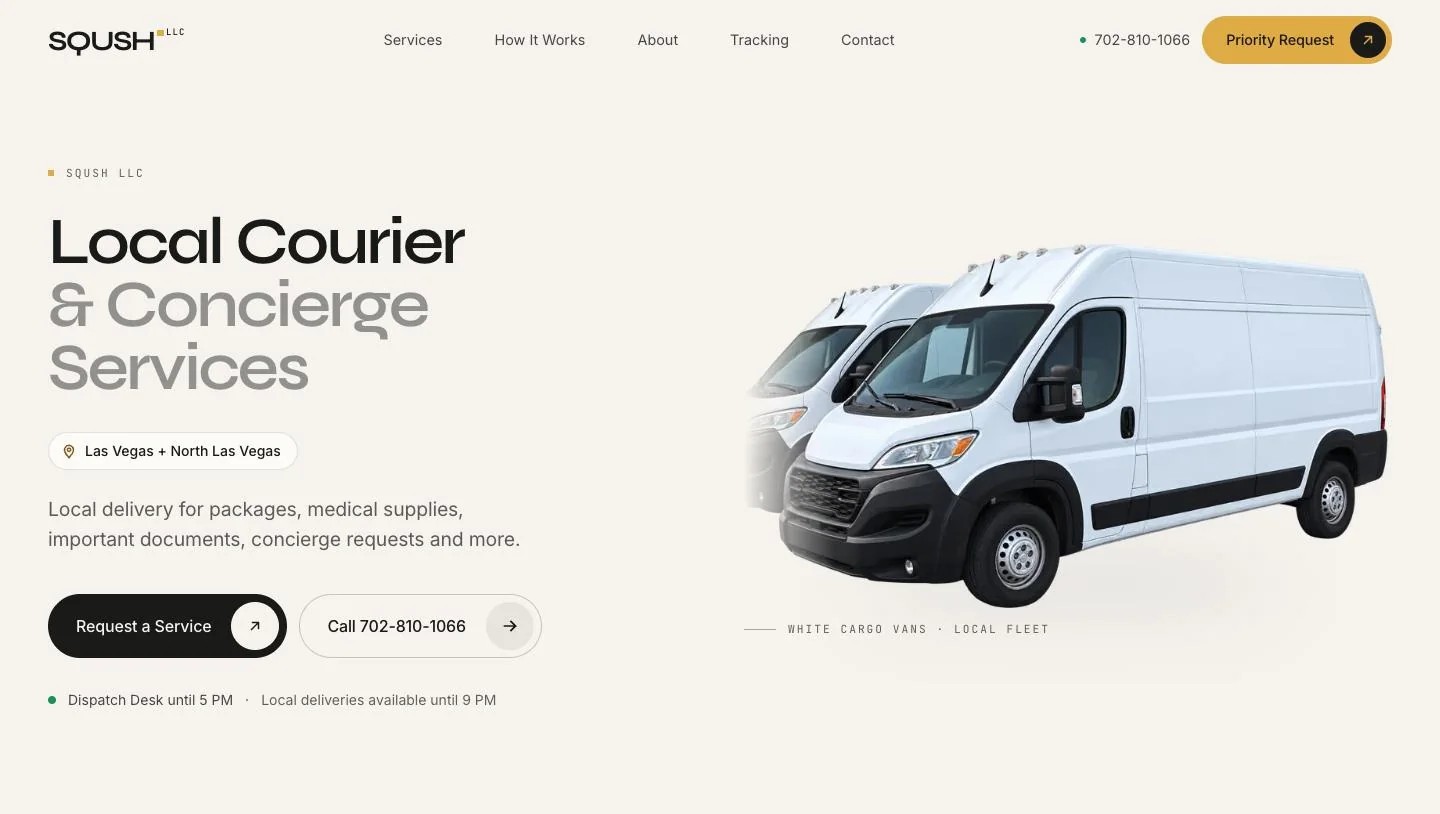 SQUSH LLC
Services
How It Works
About
Tracking
Contact
702-810-1066
Priority Request
SQUSH LLC
Local Courier
& Concierge
Services
Las Vegas + North Las Vegas
Local delivery for packages, medical supplies,
important documents, concierge requests and more.
Request a Service
Call 702-810-1066
WHITE CARGO VANS · LOCAL FLEET
Dispatch Desk until 5 PM · Local deliveries available until 9 PM